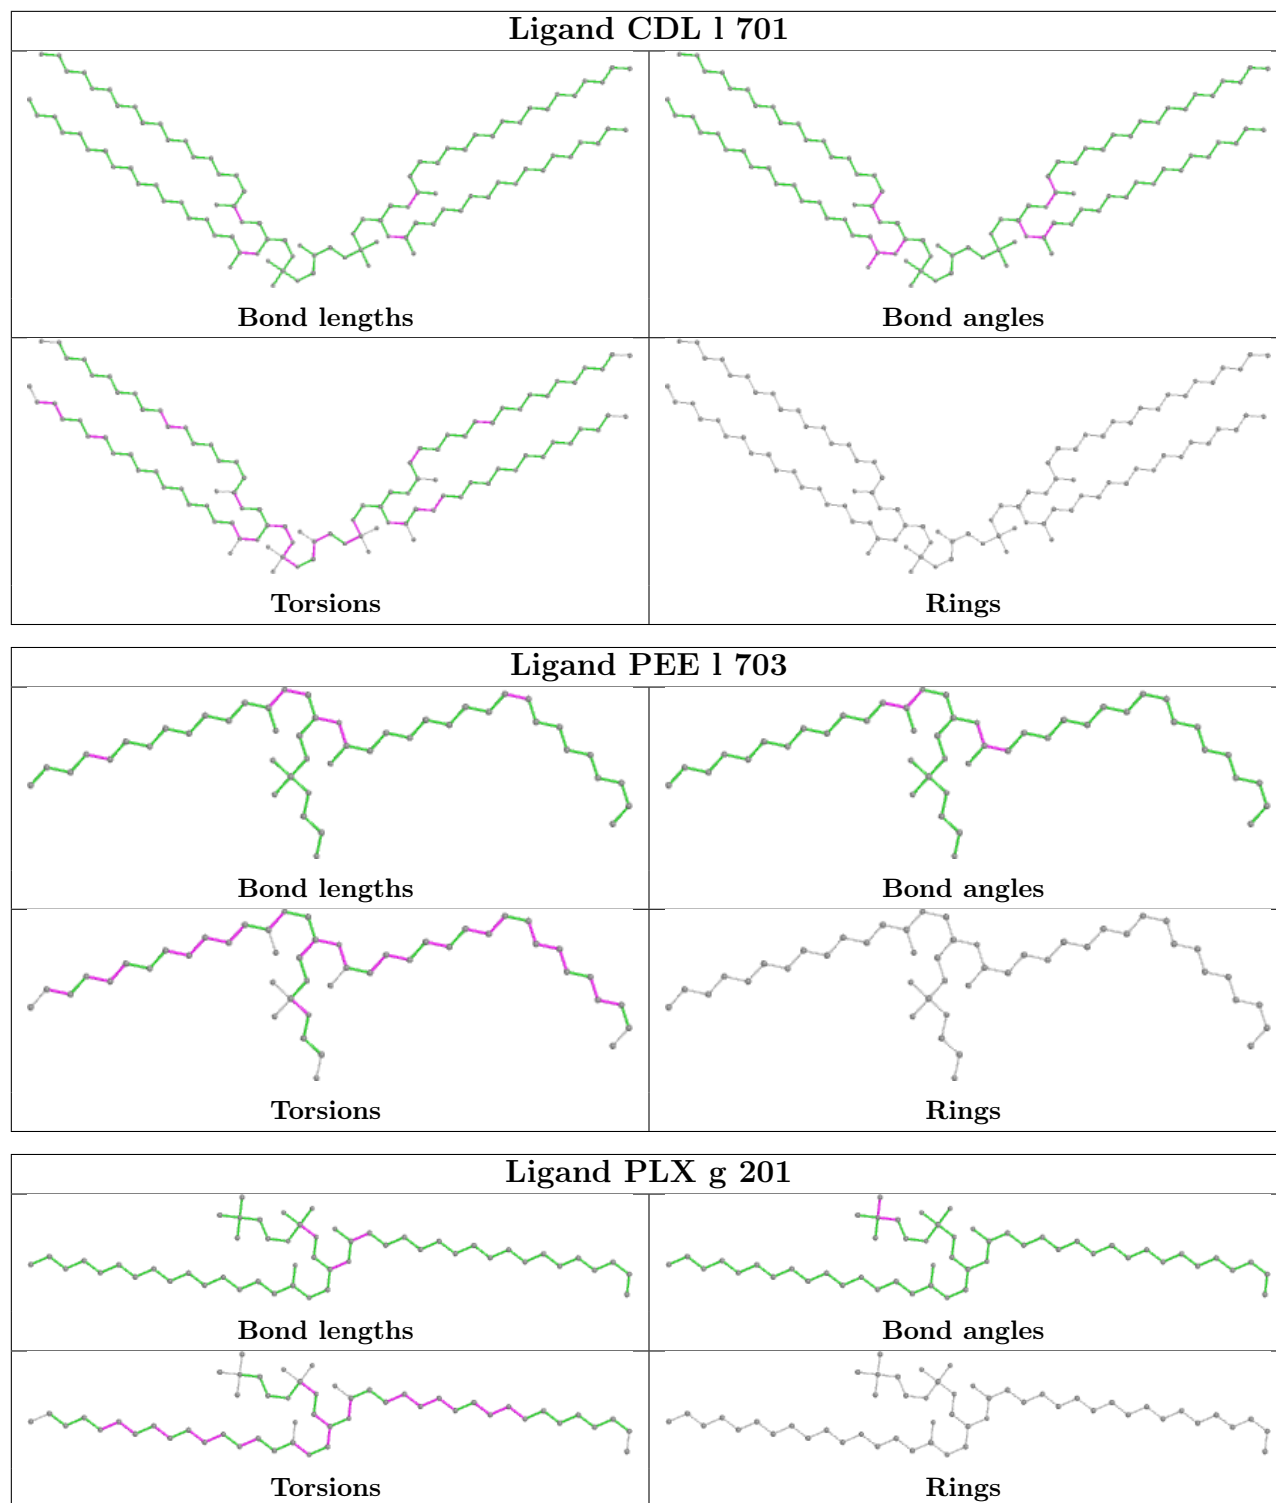 Ligand CDL l 701
Bond lengths
Bond angles
Torsions
Rings
Ligand PEE l 703
Bond lengths
Bond angles
Torsions
Rings
Ligand PLX g 201
Bond lengths
Bond angles
Torsions
Rings